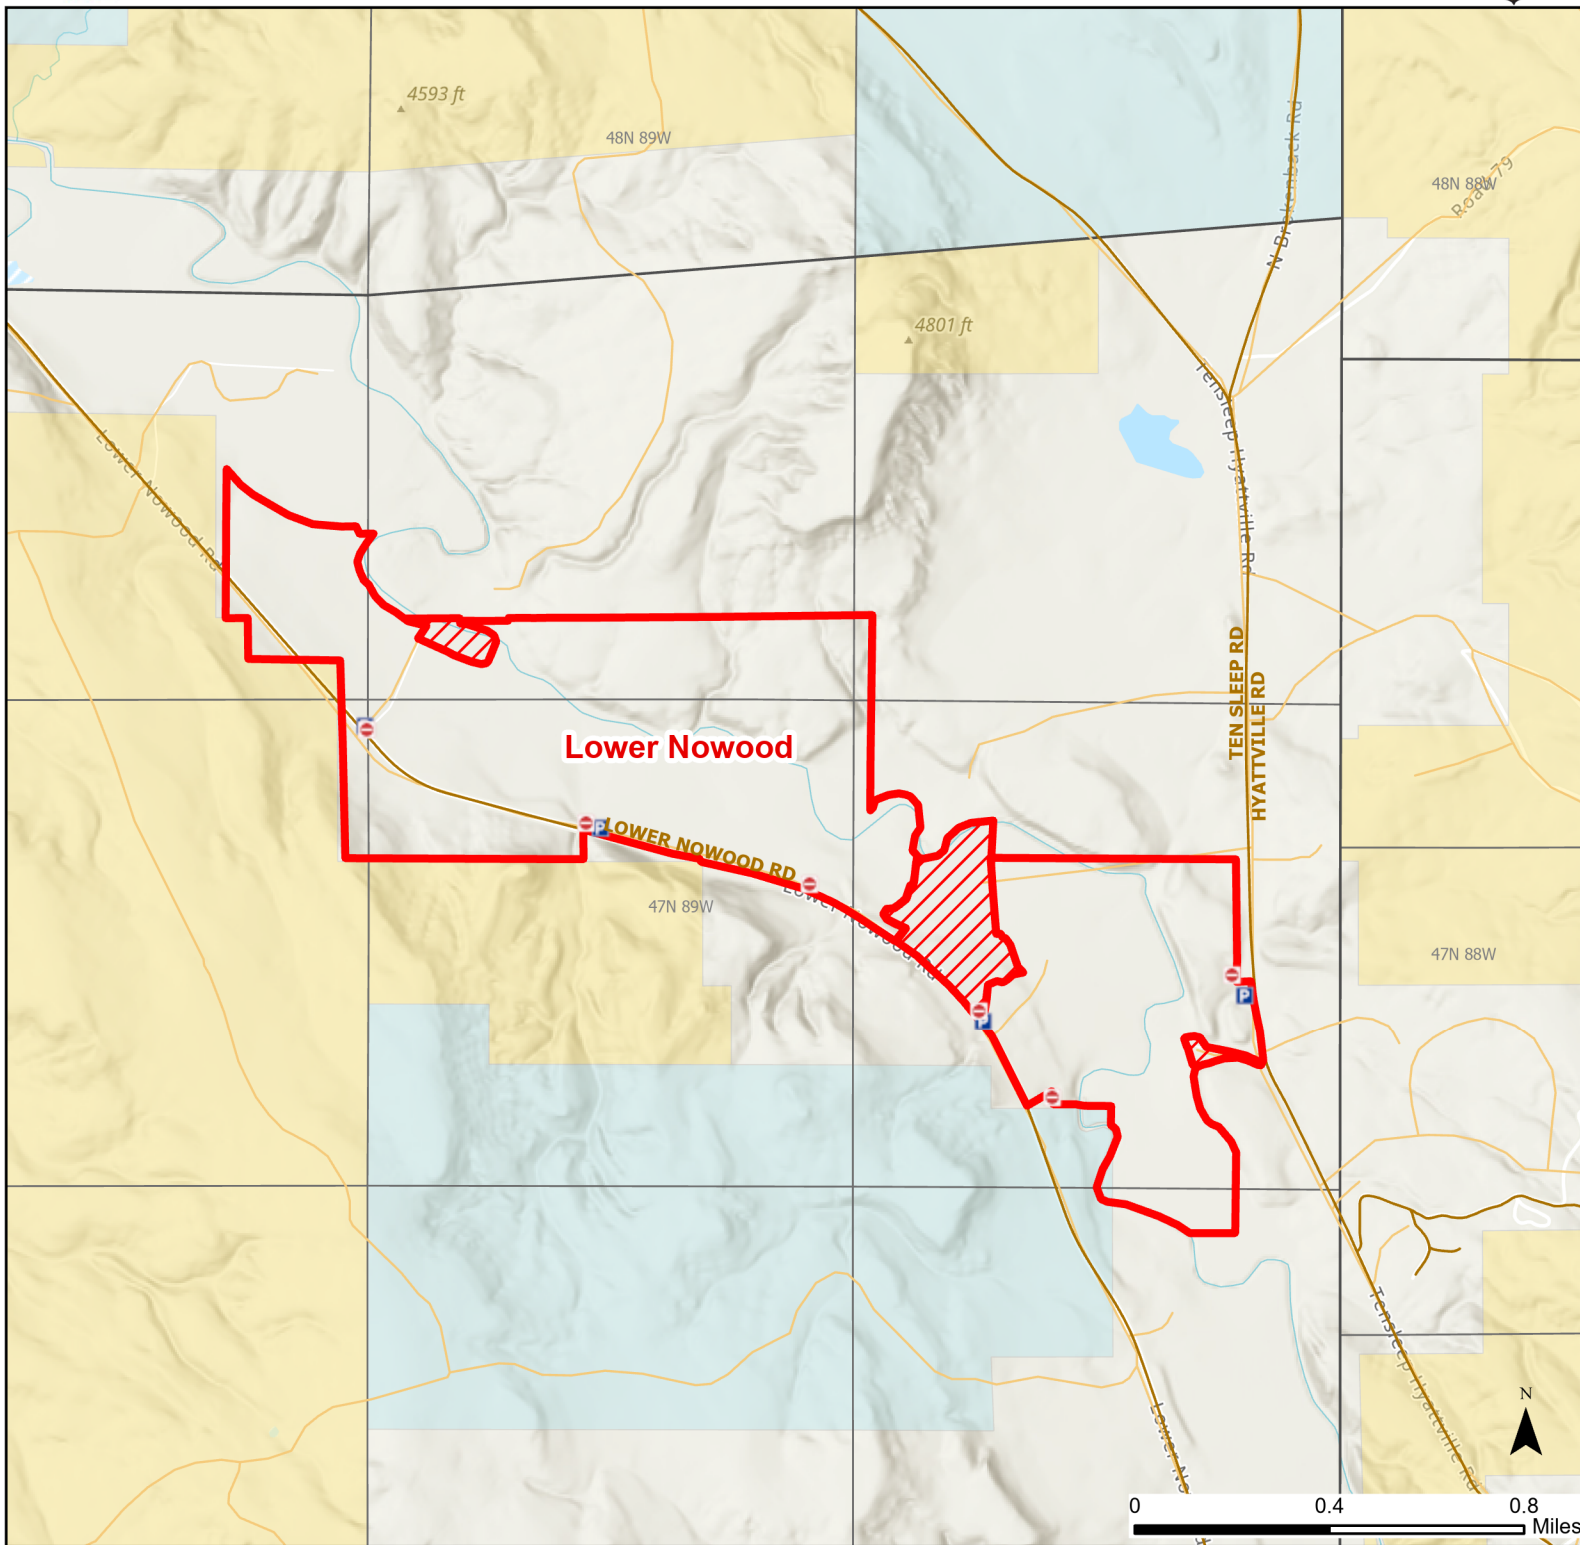 4593 ft
48N 89W
N Brokenback Rd
Road 79
48N 88W
4801 ft
Tensleep Hyattville Rd
Lower Nowood Rd
TEN SLEEP RD
HYATTVILLE RD
Lower Nowood
P
LOWER NOWOOD RD
Lower Nowood Rd
47N 89W
47N 88W
P
P
Tensleep Hyattville Rd
Lower No
N
0 0.4 0.8
Miles